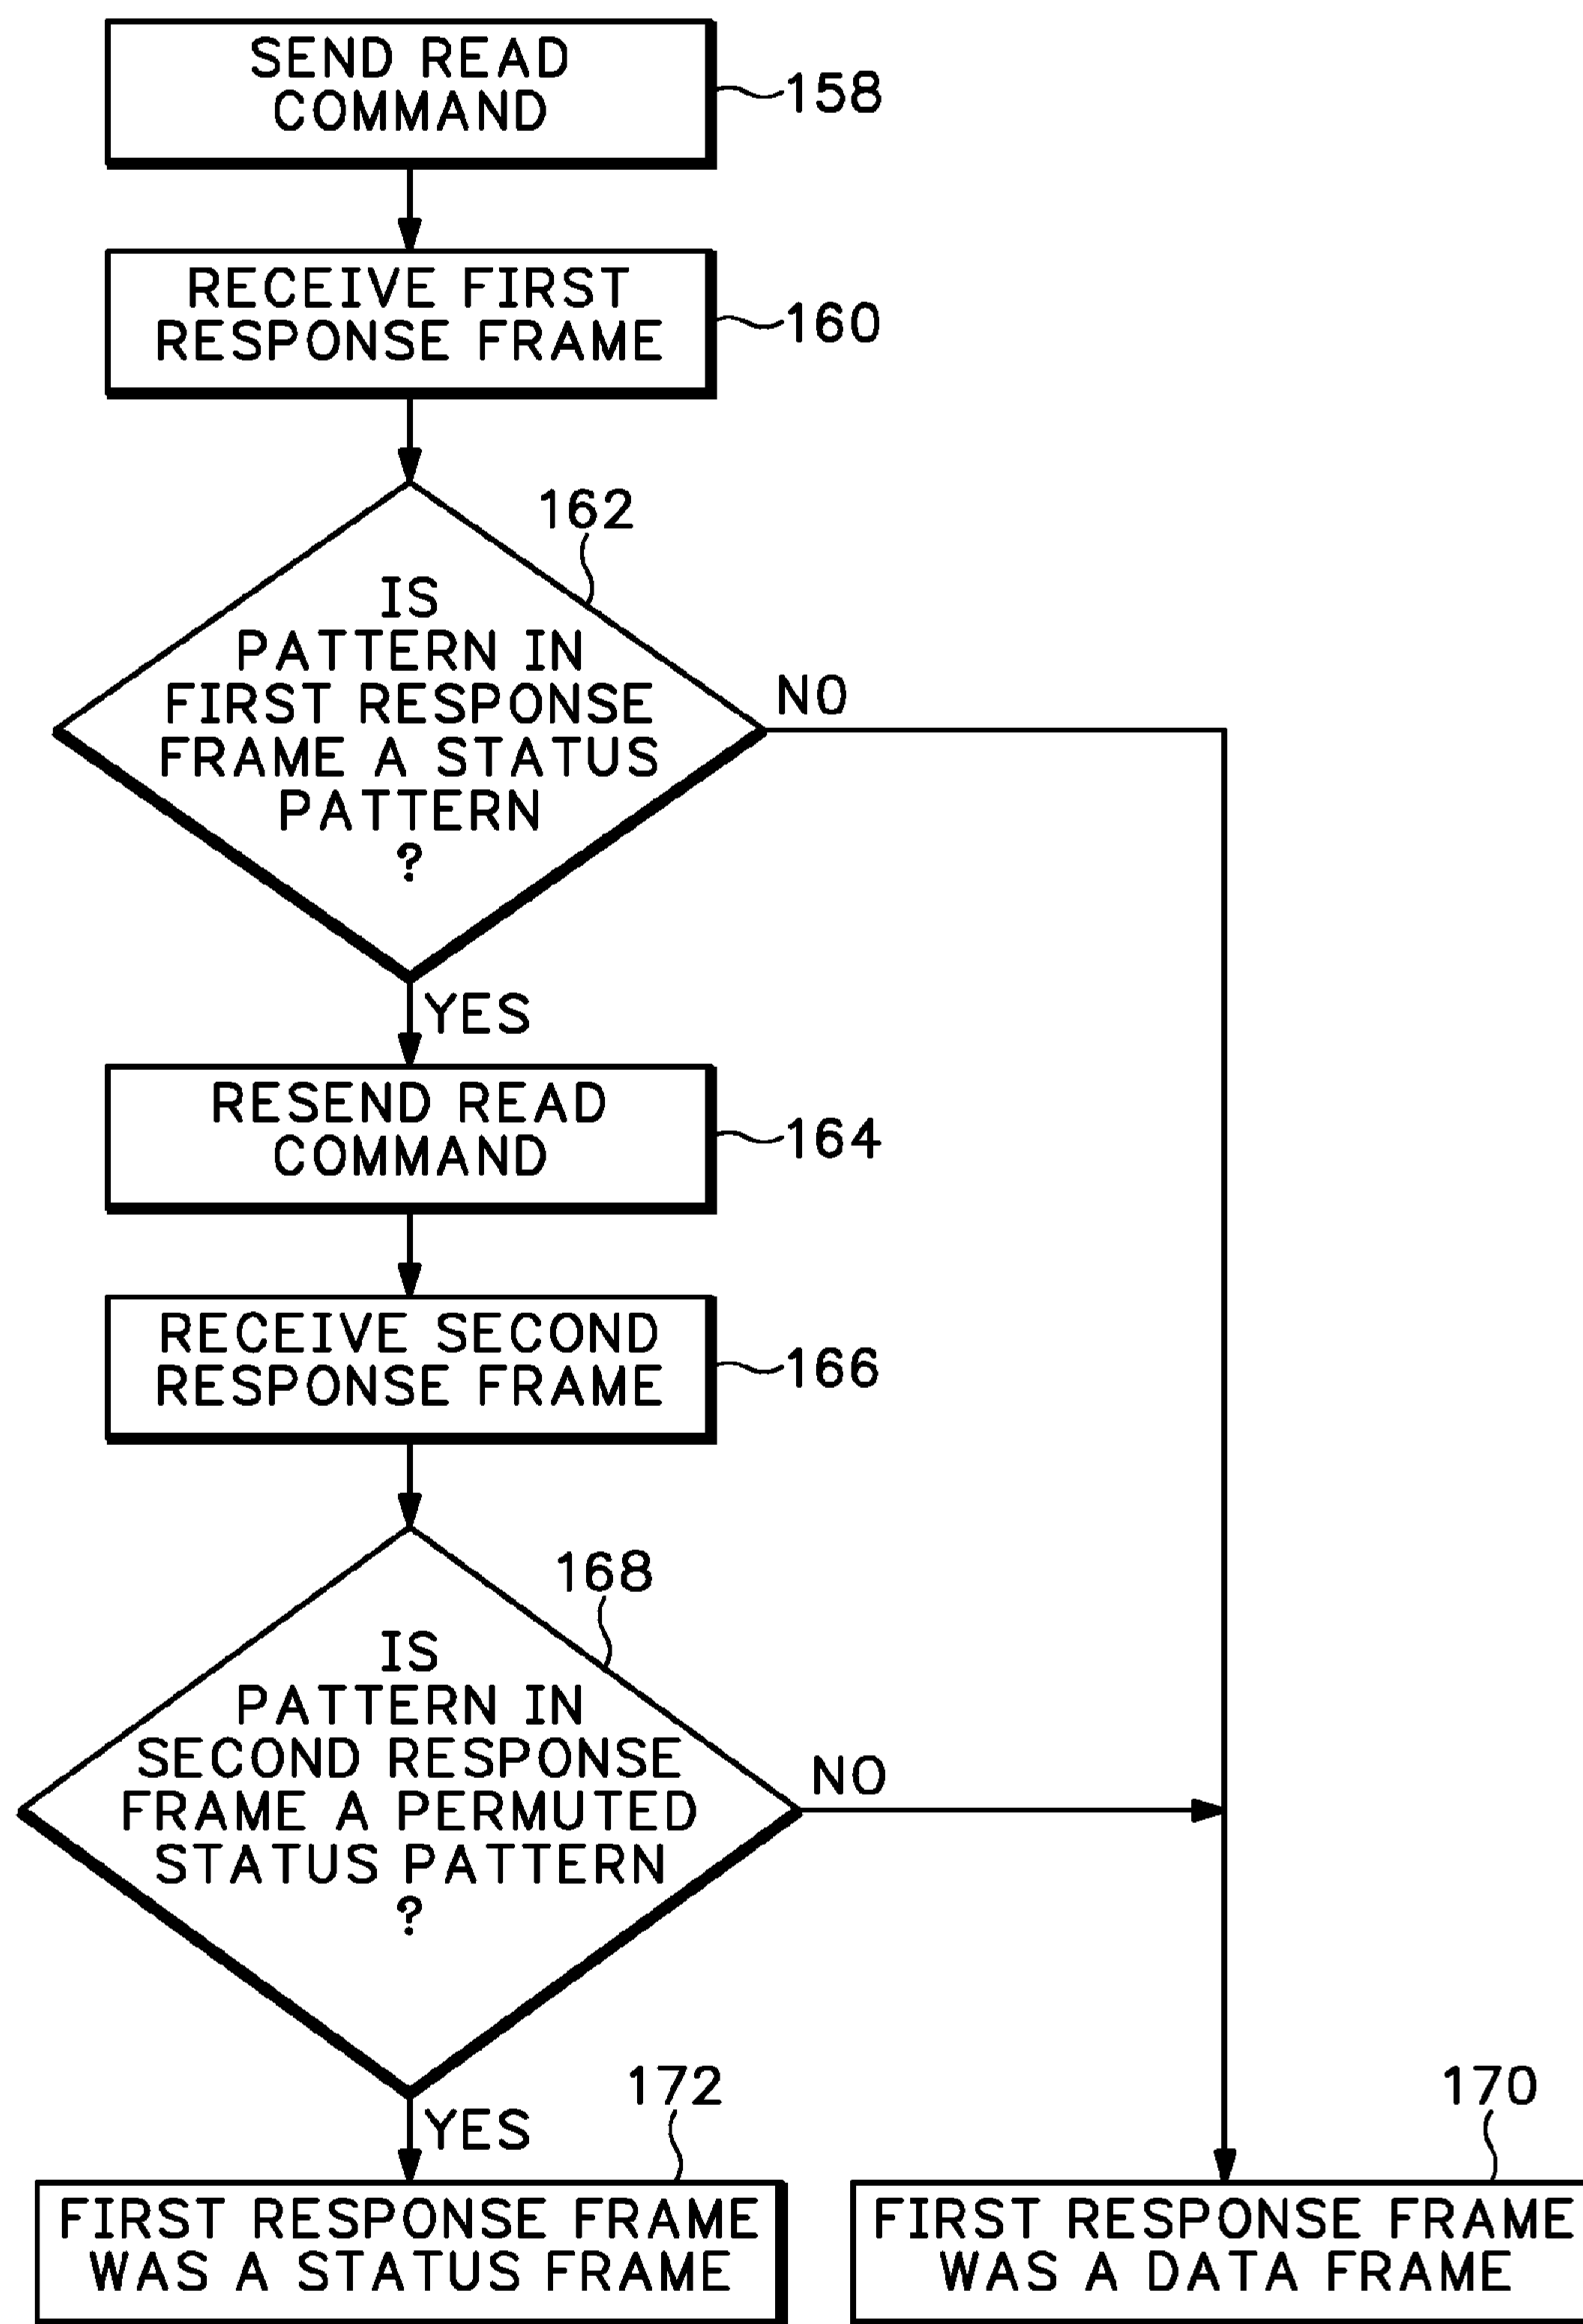 SEND READ
COMMAND
158
RECEIVE FIRST
RESPONSE FRAME
160
162
IS
PATTERN IN
FIRST RESPONSE
FRAME A STATUS
PATTERN
?
NO
YES
RESEND READ
COMMAND
164
RECEIVE SECOND
RESPONSE FRAME
166
168
IS
PATTERN IN
SECOND RESPONSE
FRAME A PERMUTED
STATUS PATTERN
?
NO
YES
172
FIRST RESPONSE FRAME
WAS A STATUS FRAME
170
FIRST RESPONSE FRAME
WAS A DATA FRAME